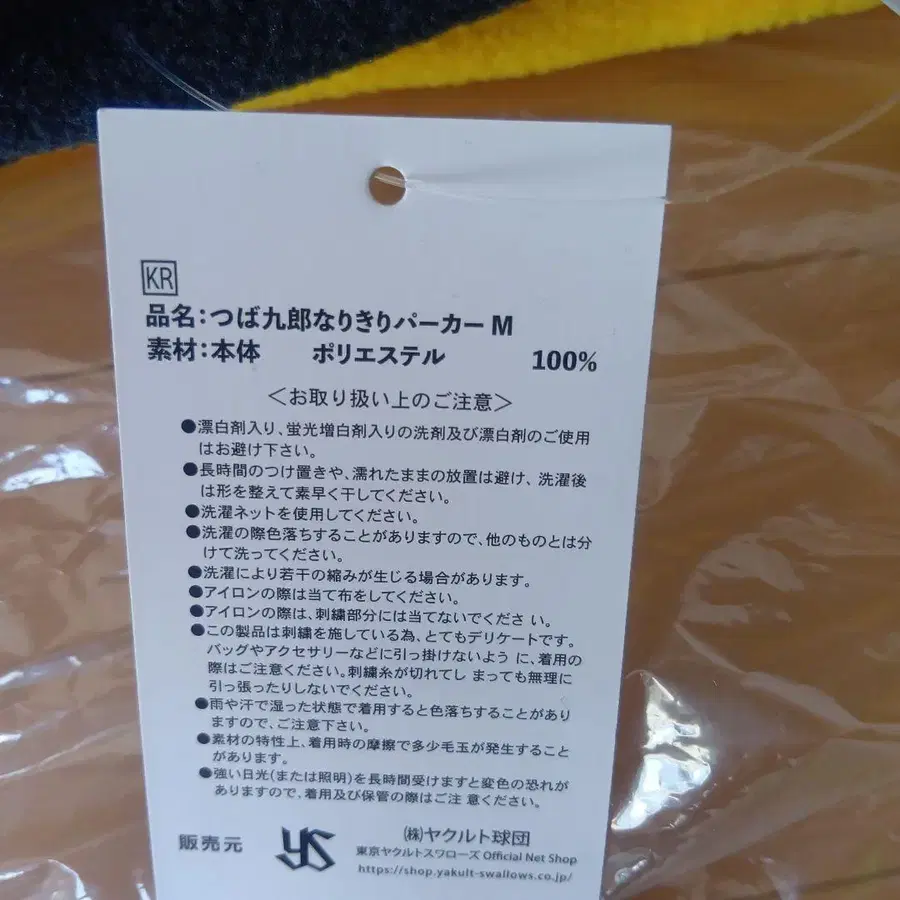 KR
品名:つば九郎なりきりパーカー M
素材:本体 ポリエステル 100%
<お取り扱い上のご注意>
●漂白剤入り、蛍光増白剤入りの洗剤及び漂白剤のご使用
はお避け下さい。
●長時間のつけ置きや、濡れたままの放置は避け、洗濯後
は形を整えて素早く干してください。
●洗濯ネットを使用してください。
●洗濯の際色落ちすることがありますので、他のものとは分
けて洗ってください。
●洗濯により若干の縮みが生じる場合があります。
●アイロンの際は当て布をしてください。
●アイロンの際は、刺繍部分には当てないでくださ い。
●この製品は刺繍を施している為、とてもデリケートです。
バッグやアクセサリーなどに引っ掛けないよう に、着用の
際はご注意ください。刺繍糸が切れてし まっても無理に
引っ張ったりしないでください。
●雨や汗で湿った状態で着用すると色落ちすることがあり
ますので、ご注意下さい。
●素材の特性上、着用時の摩擦で多少毛玉が発生すること
があります。
●強い日光(または照明)を長時間受けますと変色の恐れが
ありますので、着用及び保管の際はご注 意ください。
販売元 YS ㈱ヤクルト球団
東京ヤクルトスワローズ Official Net Shop
https://shop.yakult-swallows.co.jp/